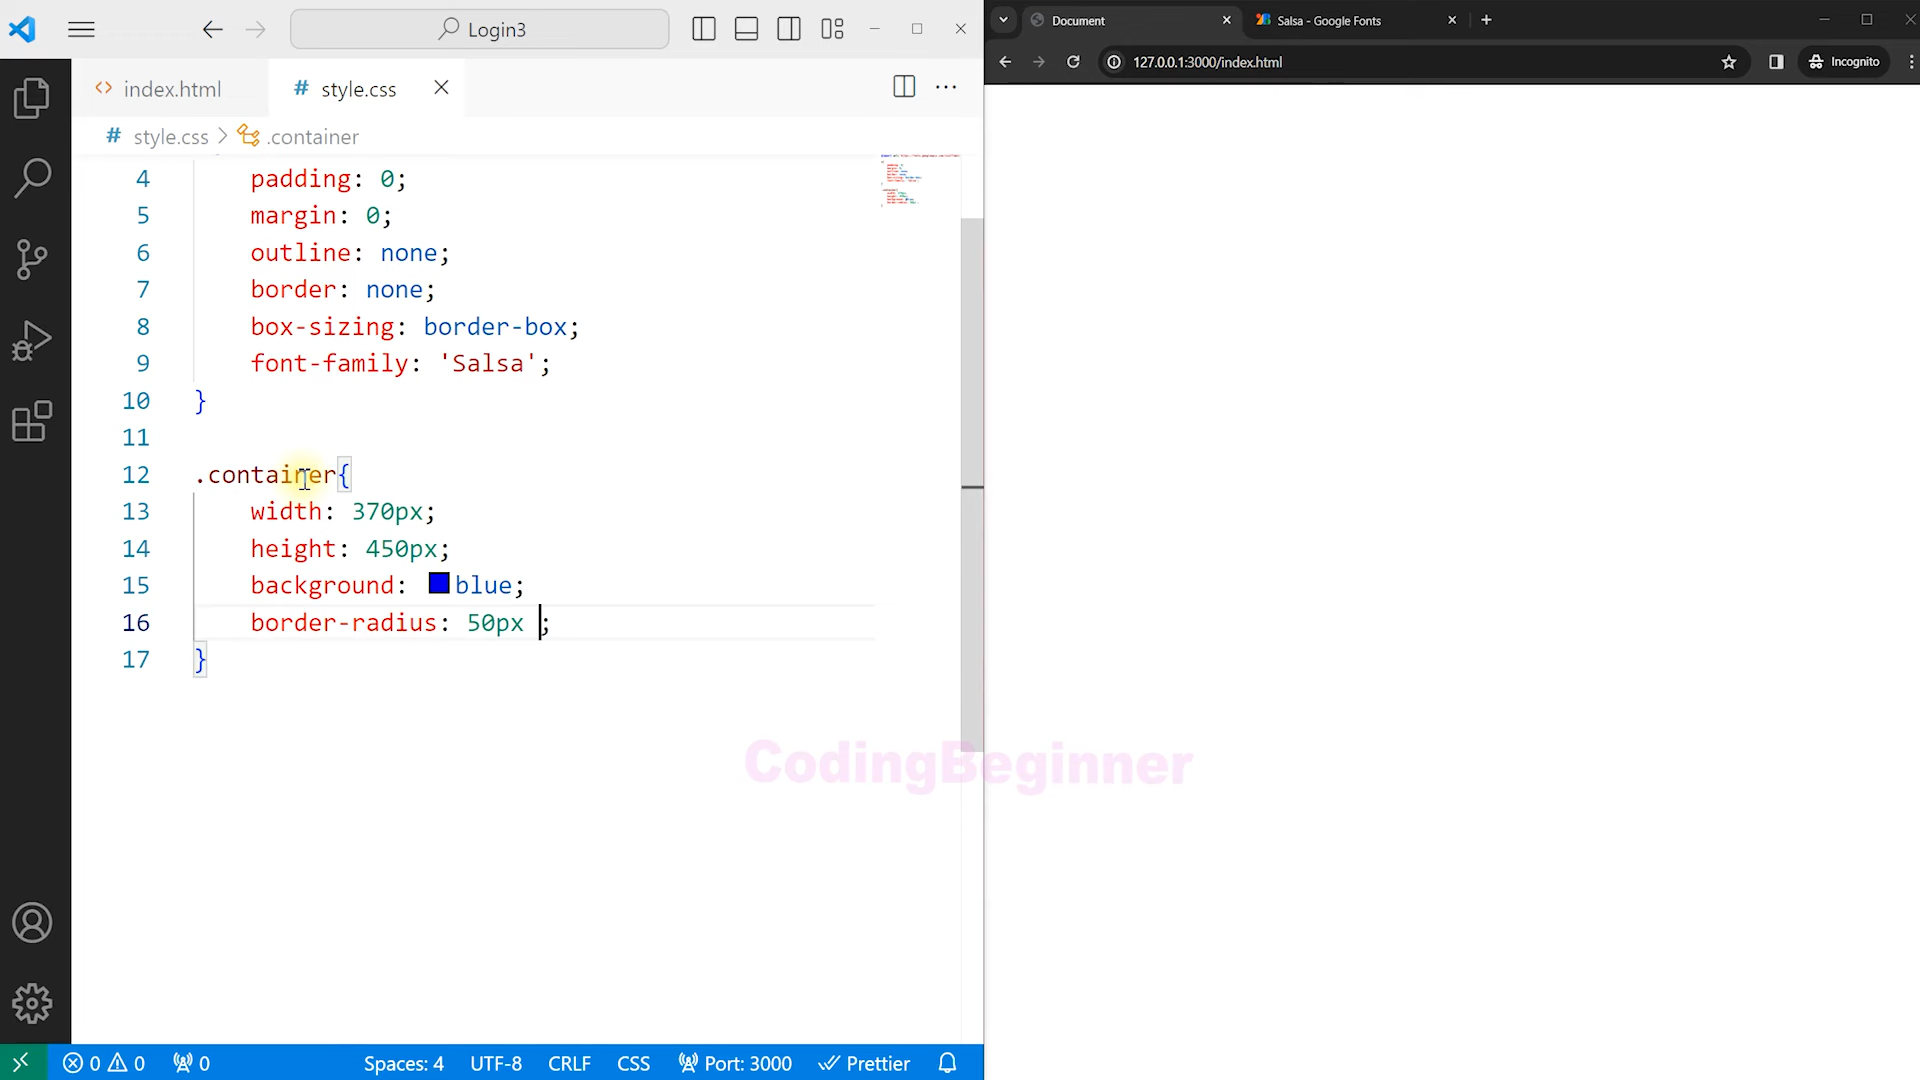 Login3
index.html
style.css
style.css > .container
4 padding: 0;
5 margin: 0;
6 outline: none;
7 border: none;
8 box-sizing: border-box;
9 font-family: 'Salsa';
10 }
11
12 .container{
13 width: 370px;
14 height: 450px;
15 background: blue;
16 border-radius: 50px ;
17 }
0 0 0 Spaces: 4 UTF-8 CRLF CSS Port: 3000 Prettier
Document
Salsa - Google Fonts
127.0.0.1:3000/index.html
Incognito
CodingBeginner